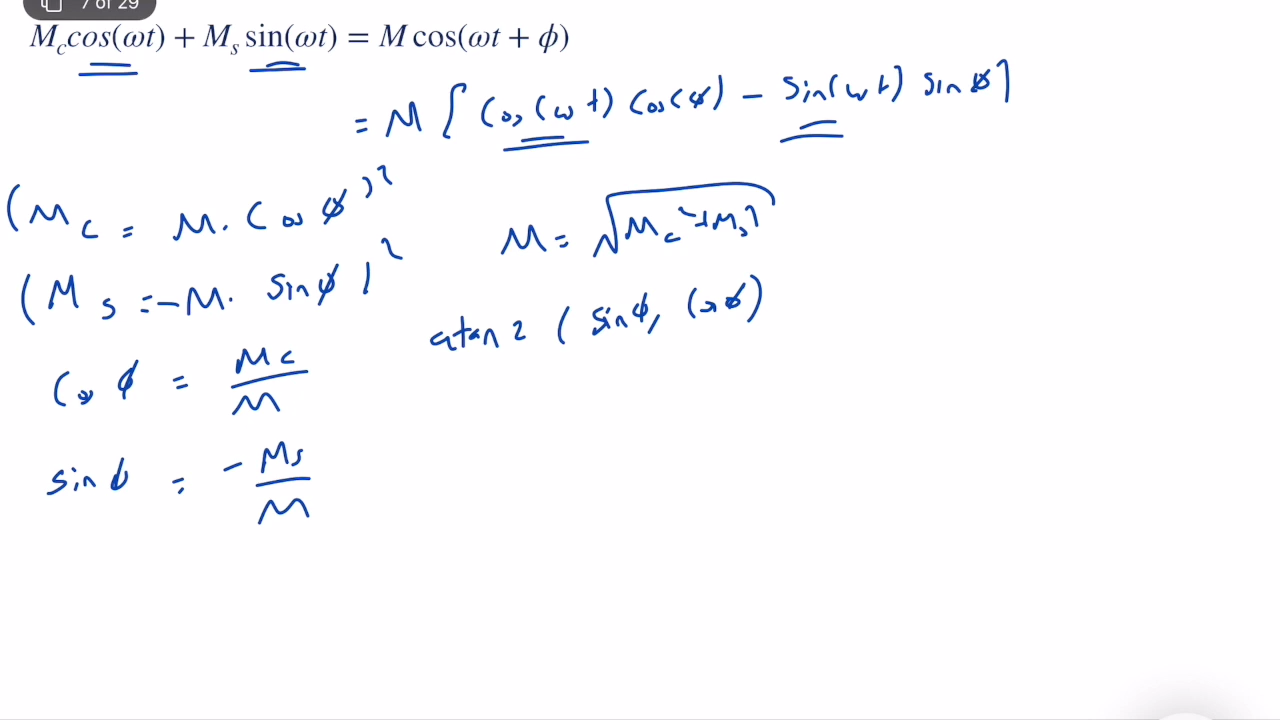 7 of 29
M_c cos(ωt) + M_s sin(ωt) = M cos(ωt + ϕ)
= M [ cos(ωt) cos(ϕ) − sin(ωt) sin ϕ ]
(M_c = M. cos ϕ)²
M = √(M_c² + M_s²)
(M_s = −M. sin ϕ)²
atan2 ( sin ϕ, cos ϕ )
cos ϕ = M_c / M
sin ϕ = −M_s / M